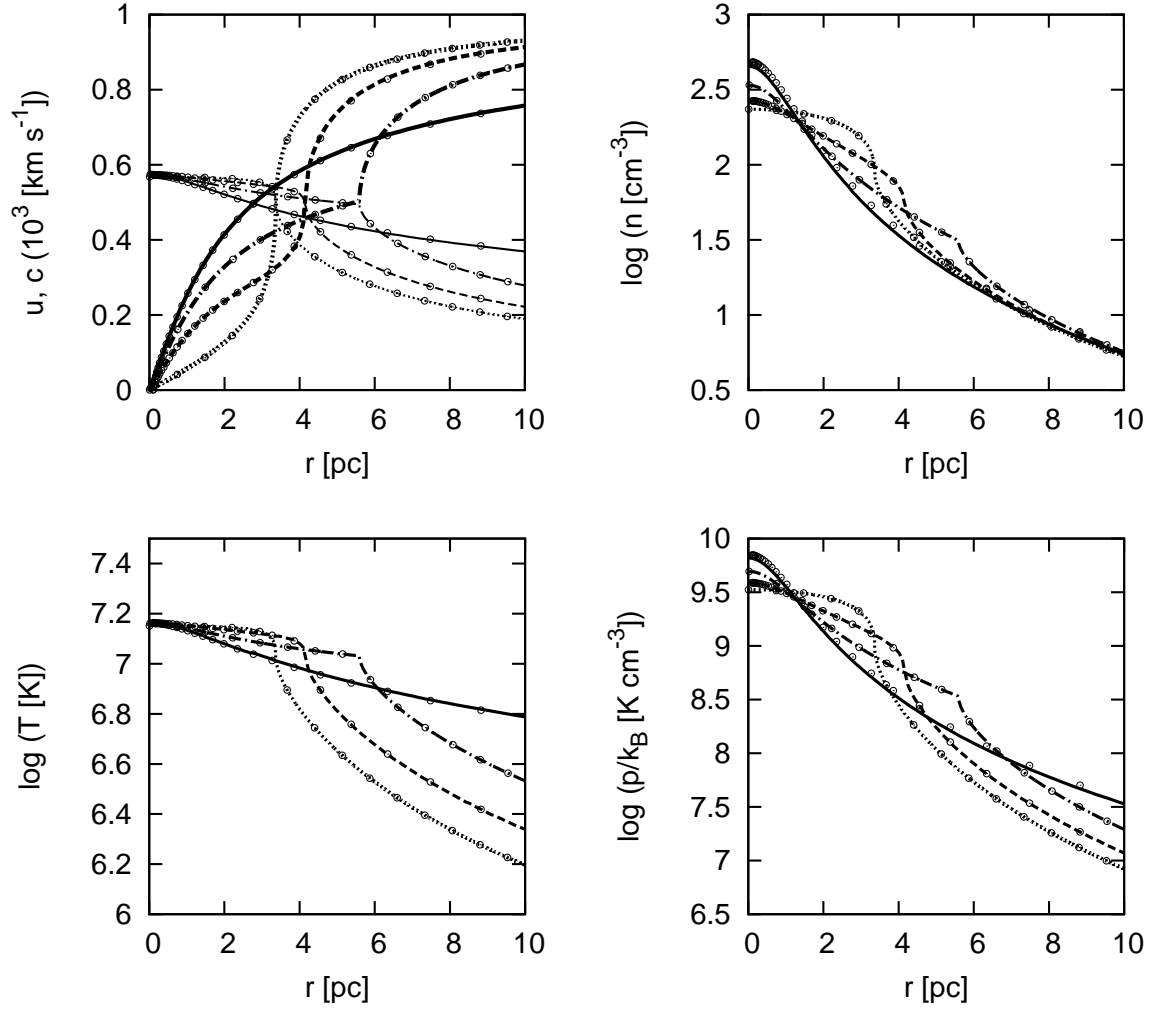 u, c (10³ [km s⁻¹])
1
0.8
0.6
0.4
0.2
0
0 2 4 6 8 10
r [pc]
log (n [cm⁻³])
3
2.5
2
1.5
1
0.5
0 2 4 6 8 10
r [pc]
log (T [K])
7.4
7.2
7
6.8
6.6
6.4
6.2
6
0 2 4 6 8 10
r [pc]
log (p/k_B [K cm⁻³])
10
9.5
9
8.5
8
7.5
7
6.5
0 2 4 6 8 10
r [pc]